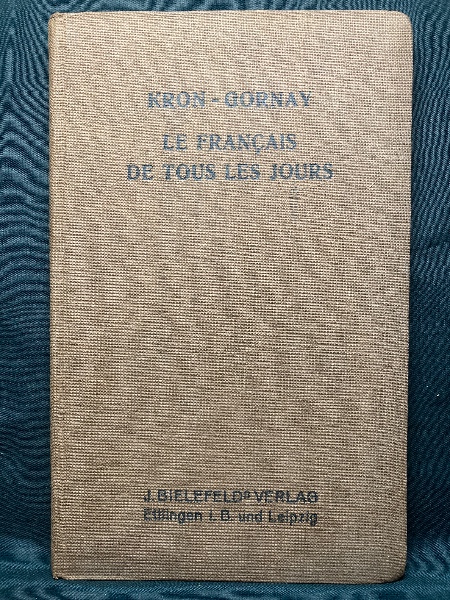 KRON - GORNAY
LE FRANÇAIS
DE TOUS LES JOURS
J. BIELEFELDS VERLAG
Ettlingen i. B. und Leipzig